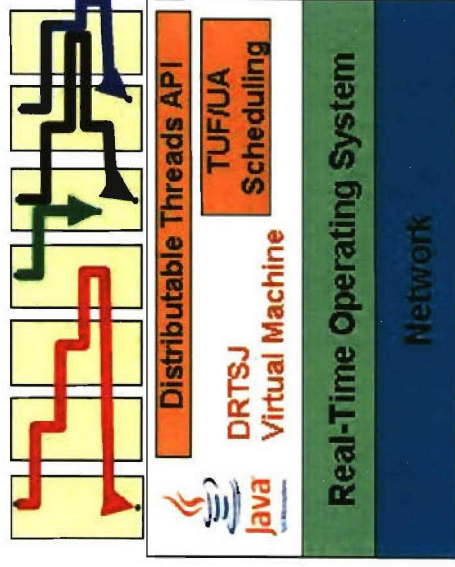 Distributable Threads API
TUF/UA
Scheduling
DRTSJ
Virtual Machine
Java
Real-Time Operating System
Network